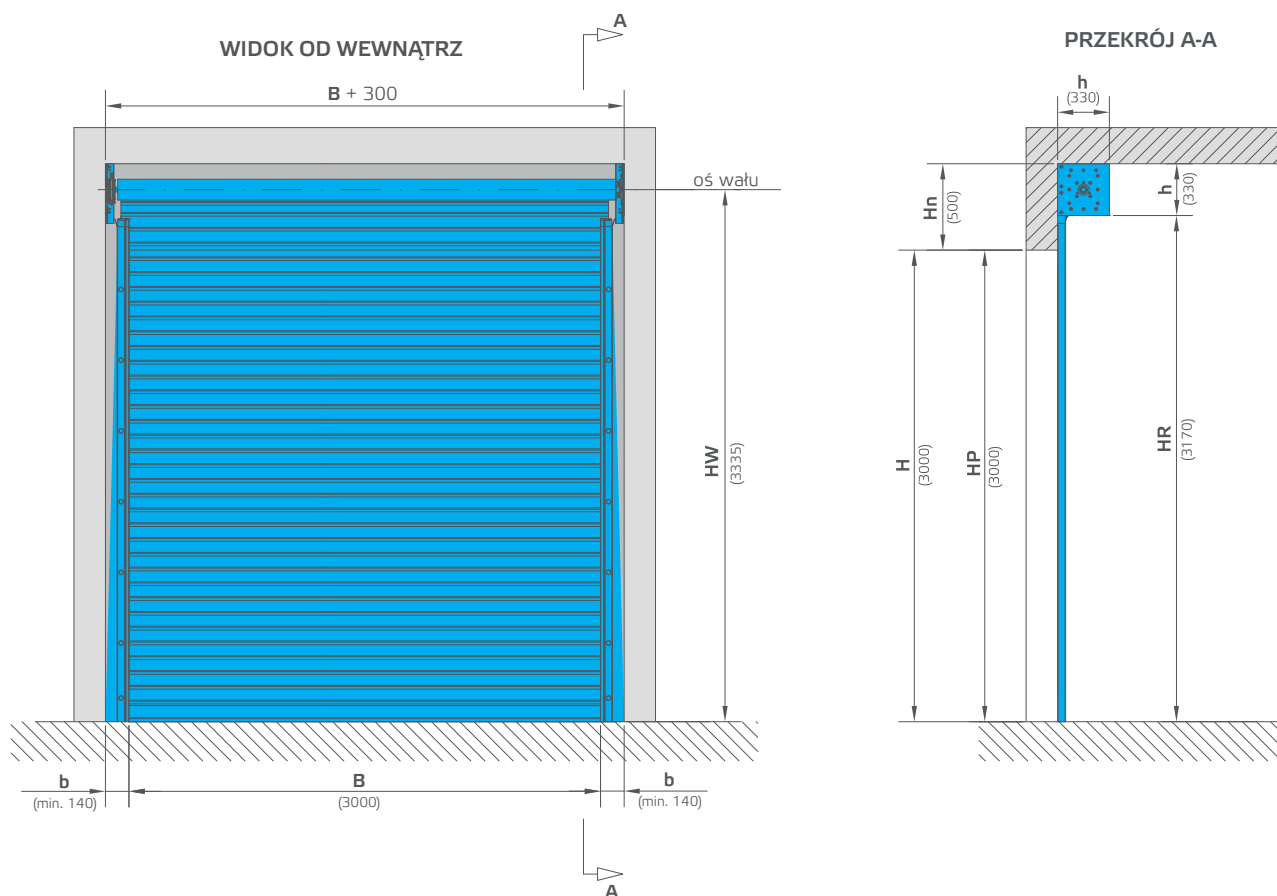 A
WIDOK OD WEWNĄTRZ
PRZEKRÓJ A-A
B + 300
h
(330)
oś wału
Hn
(500)
h
(330)
HW
(3335)
H
(3000)
HP
(3000)
HR
(3170)
b
(min. 140)
B
(3000)
b
(min. 140)
A